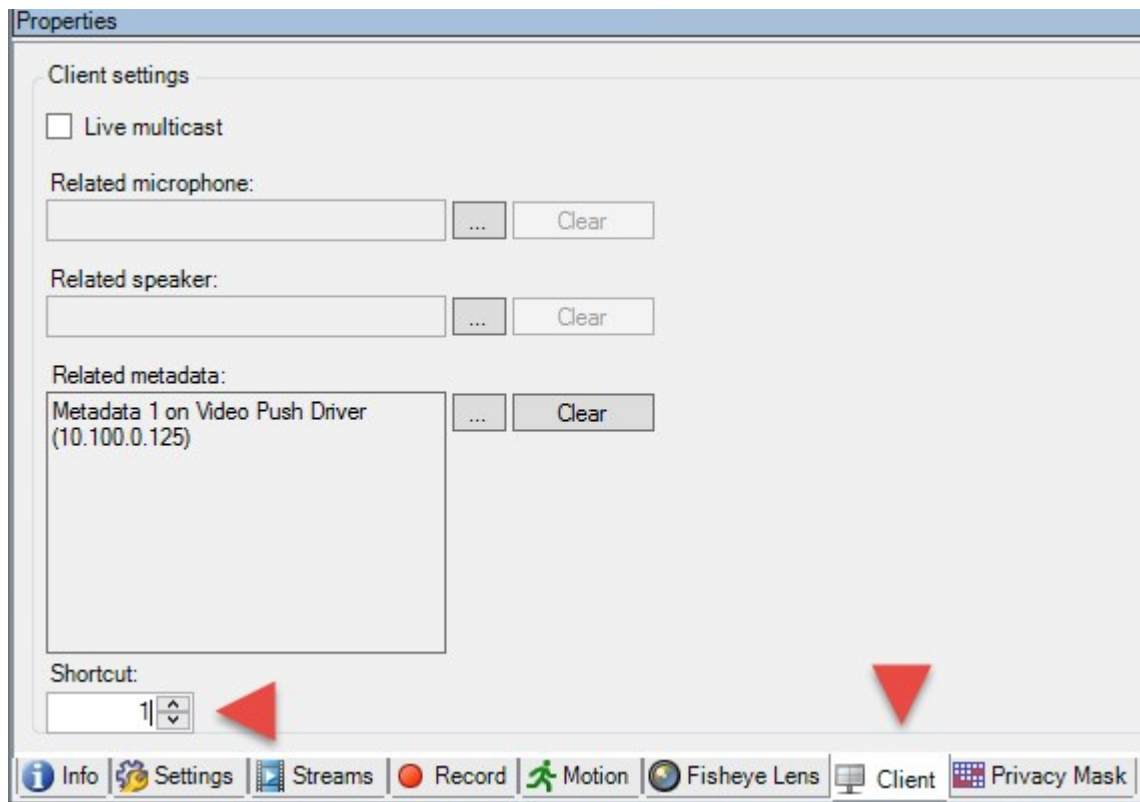 Properties
Client settings
Live multicast
Related microphone:
... Clear
Related speaker:
... Clear
Related metadata:
Metadata 1 on Video Push Driver
(10.100.0.125)
... Clear
Shortcut:
1
Info Settings Streams Record Motion Fisheye Lens Client Privacy Mask